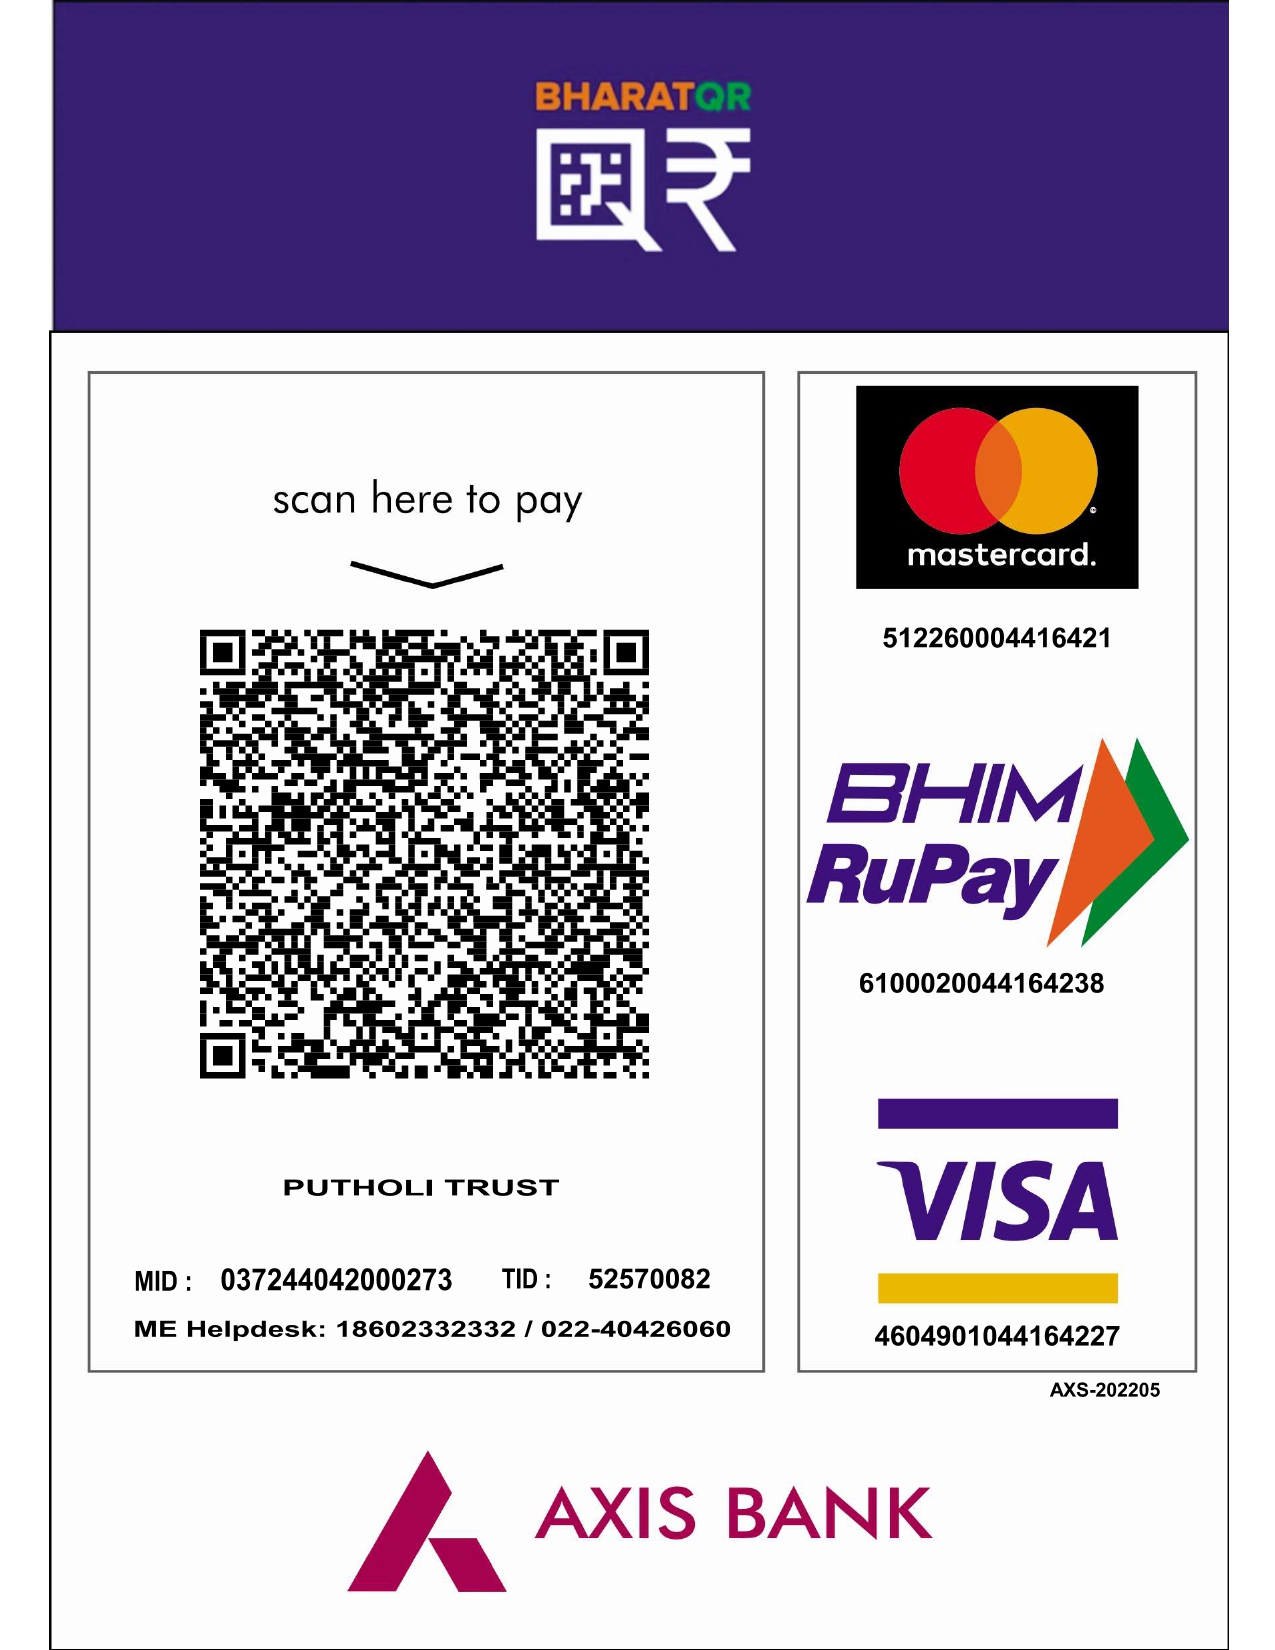 BHARATQR
scan here to pay
PUTHOLI TRUST
MID : 037244042000273 TID : 52570082
ME Helpdesk: 18602332332 / 022-40426060
mastercard.
512260004416421
BHIM
RuPay
6100020044164238
VISA
4604901044164227
AXS-202205
AXIS BANK